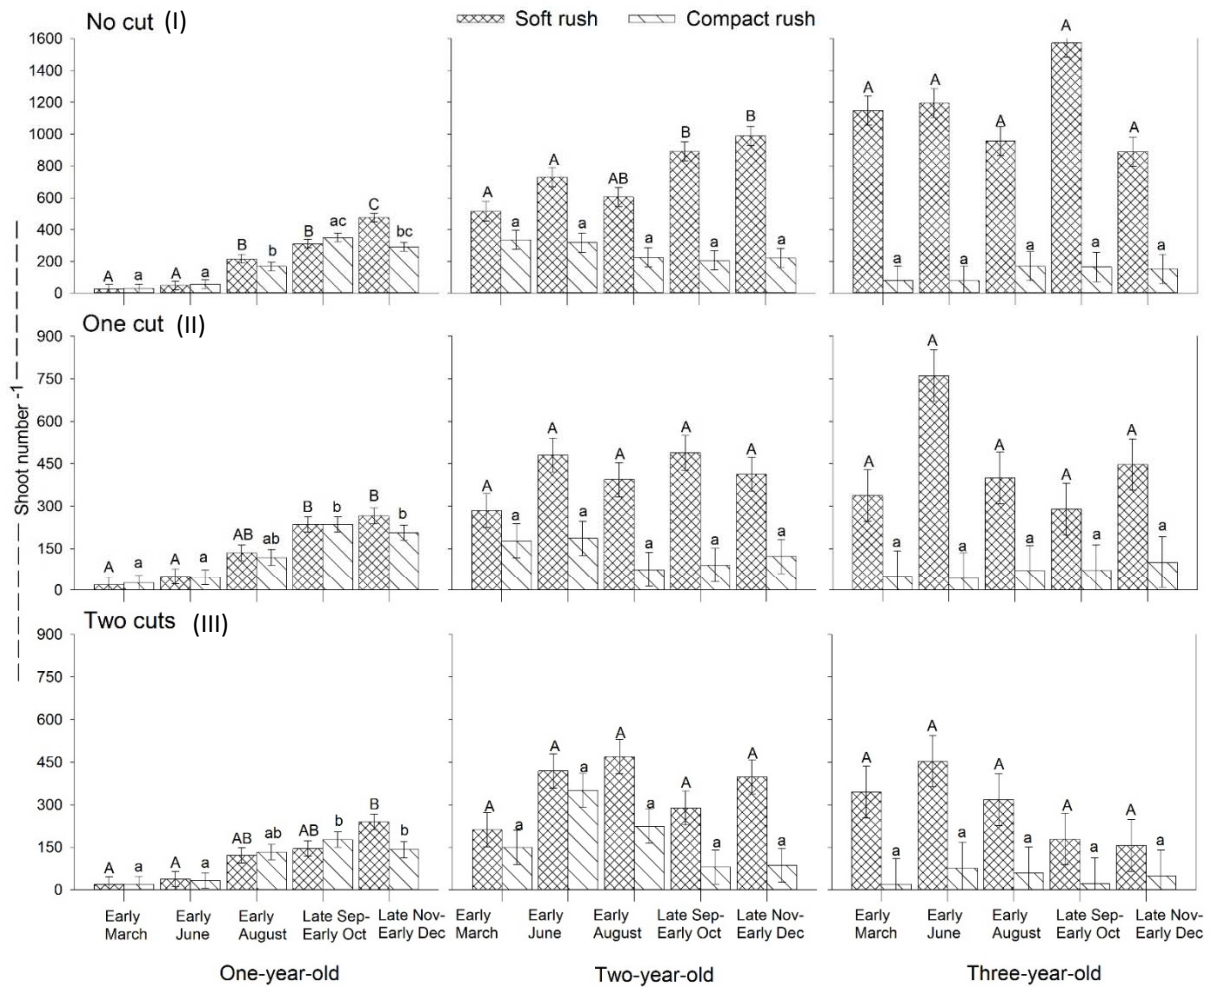 No cut (I)
Soft rush
Compact rush
1600
1400
1200
1000
800
600
400
200
0
A a A a B b B ac C bc
A a A a AB a B a B a
A a A a A a A a A a
One cut (II)
Shoot number -1
900
750
600
450
300
150
0
A a A a AB ab B b B b
A a A a A a A a A a
A a A a A a A a A a
Two cuts (III)
900
750
600
450
300
150
0
A a A a AB ab AB b B b
A a A a A a A a A a
A a A a A a A a A a
Early March
Early June
Early August
Late Sep-Early Oct
Late Nov-Early Dec
Early March
Early June
Early August
Late Sep-Early Oct
Late Nov-Early Dec
Early March
Early June
Early August
Late Sep-Early Oct
Late Nov-Early Dec
One-year-old
Two-year-old
Three-year-old